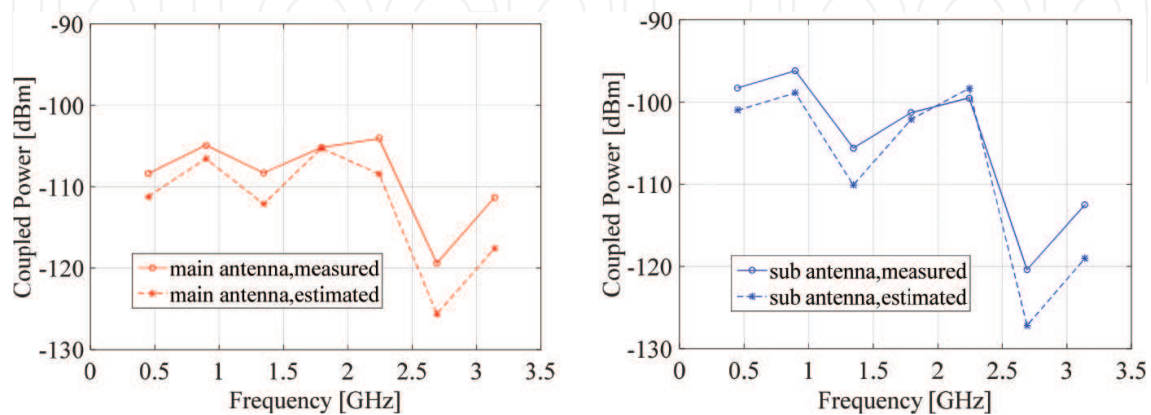 -90
-100
-110
-120
-130
Coupled Power [dBm]
main antenna,measured
main antenna,estimated
0 0.5 1 1.5 2 2.5 3 3.5
Frequency [GHz]
-90
-100
-110
-120
-130
Coupled Power [dBm]
sub antenna,measured
sub antenna,estimated
0 0.5 1 1.5 2 2.5 3 3.5
Frequency [GHz]